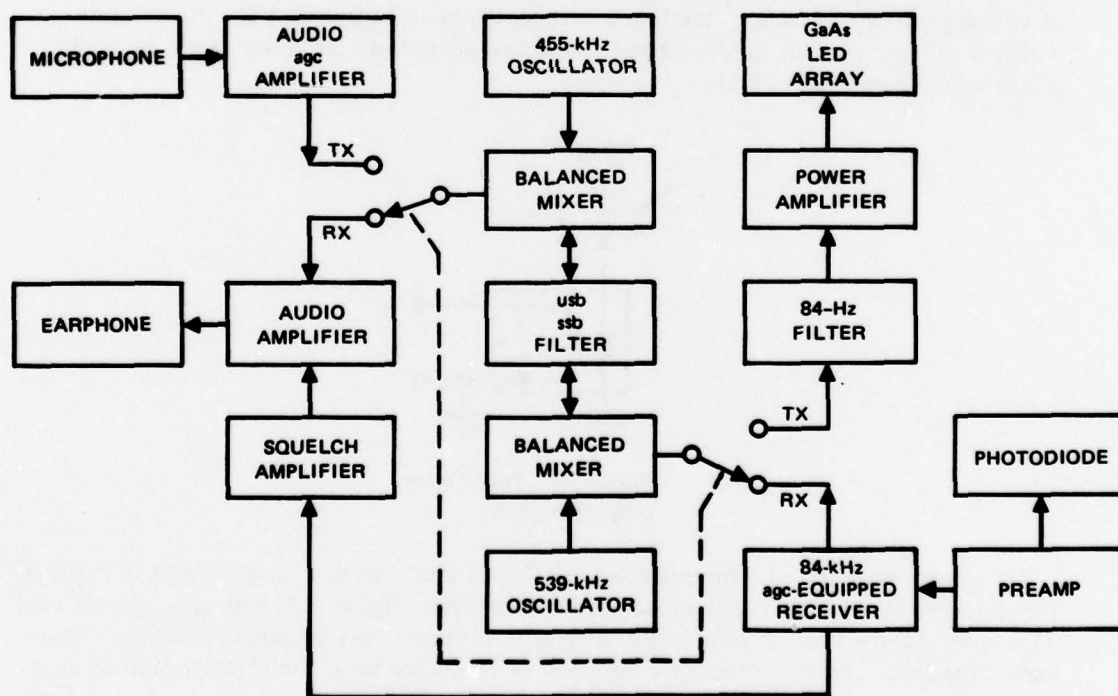 MICROPHONE
AUDIO
agc
AMPLIFIER
455-kHz
OSCILLATOR
GaAs
LED
ARRAY
TX
RX
BALANCED
MIXER
POWER
AMPLIFIER
EARPHONE
AUDIO
AMPLIFIER
usb
ssb
FILTER
84-Hz
FILTER
SQUELCH
AMPLIFIER
BALANCED
MIXER
TX
RX
PHOTODIODE
539-kHz
OSCILLATOR
84-kHz
agc-EQUIPPED
RECEIVER
PREAMP